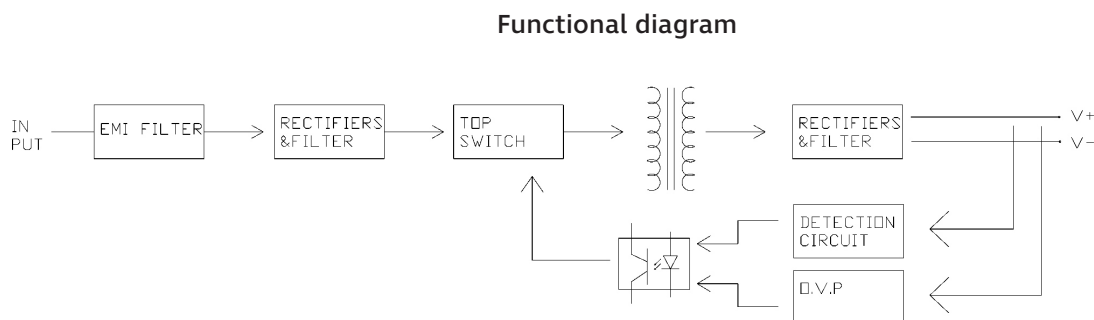 Functional diagram
IN
PUT
EMI FILTER
RECTIFIERS
&FILTER
TOP
SWITCH
RECTIFIERS
&FILTER
V+
V-
DETECTION
CIRCUIT
O.V.P